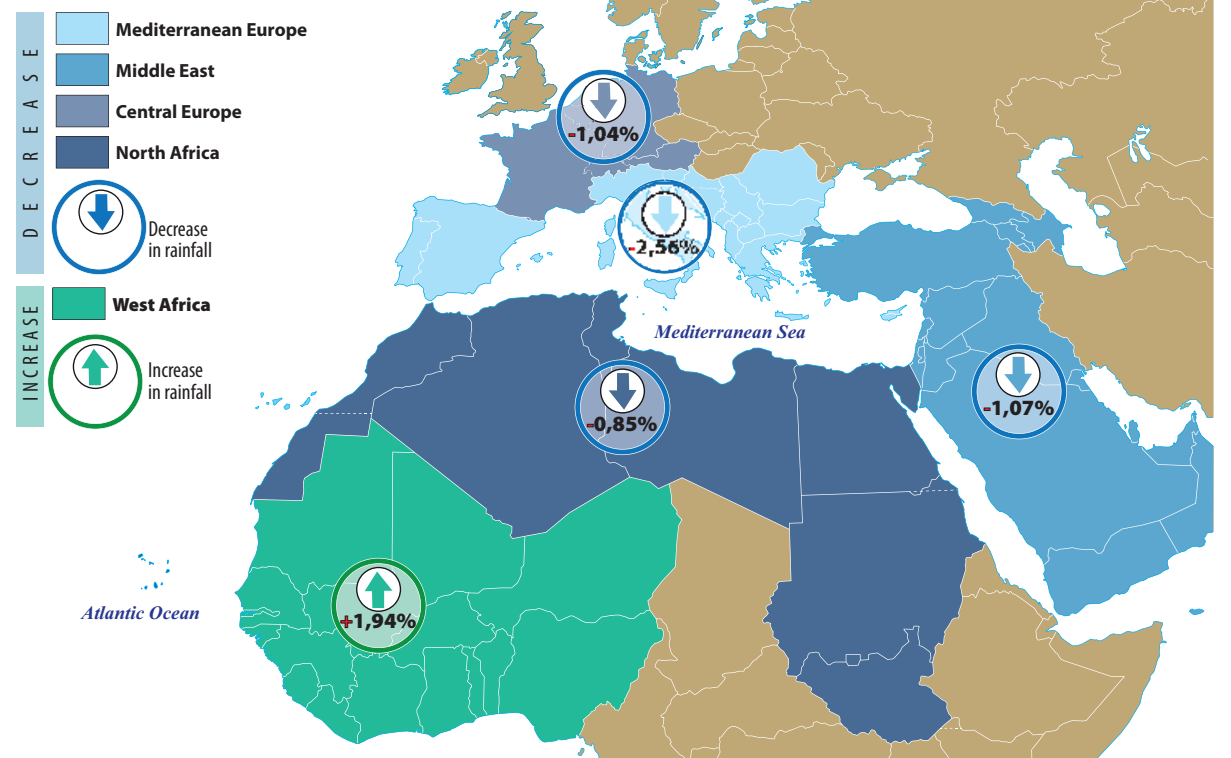 DECREASE
Mediterranean Europe
Middle East
Central Europe
North Africa
Decrease
in rainfall
INCREASE
West Africa
Increase
in rainfall
-1,04%
-2,56%
Mediterranean Sea
-0,85%
-1,07%
+1,94%
Atlantic Ocean